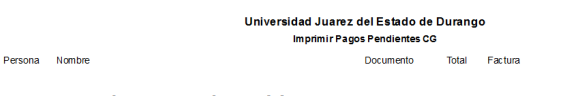 Universidad Juarez del Estado de Durango
Imprimir Pagos Pendientes CG
Persona Nombre Documento Total Factura